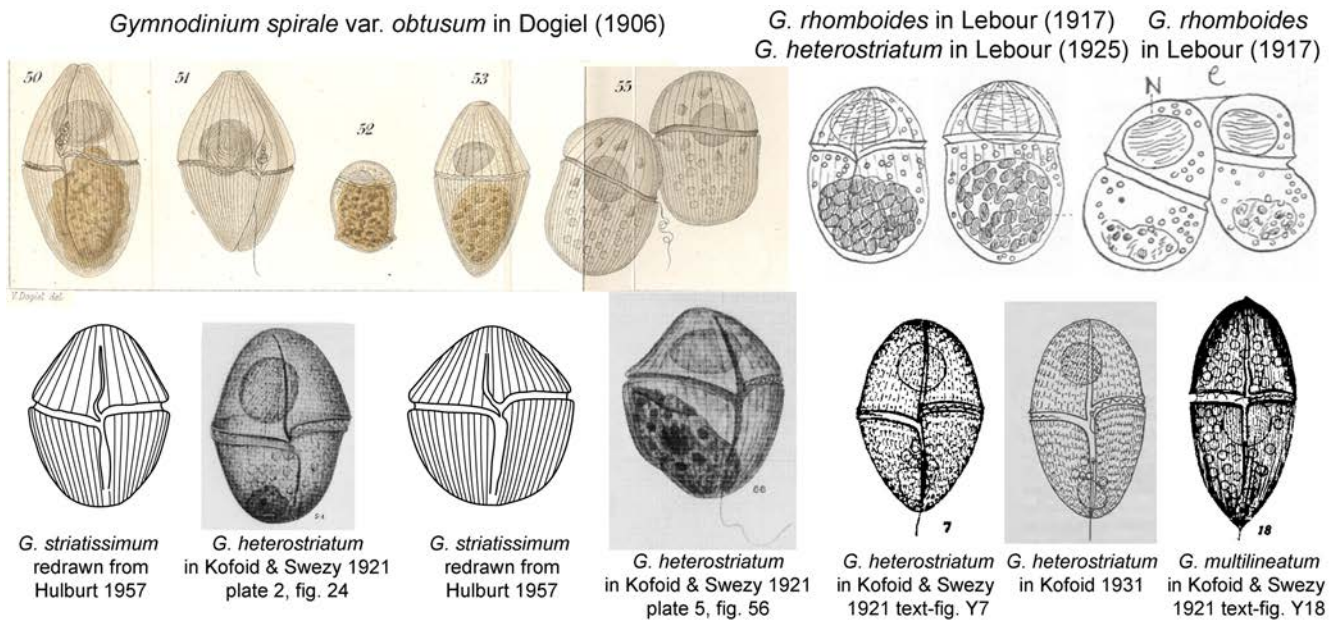 Gymnodinium spirale var. obtusum in Dogiel (1906)
G. rhomboides in Lebour (1917)
G. heterostriatum in Lebour (1925)
G. rhomboides
in Lebour (1917)
50
51
52
53
55
N
e
V. Dogiel del.
66
7
18
G. striatissimum
redrawn from
Hulburt 1957
G. heterostriatum
in Kofoid & Swezy 1921
plate 2, fig. 24
G. striatissimum
redrawn from
Hulburt 1957
G. heterostriatum
in Kofoid & Swezy 1921
plate 5, fig. 56
G. heterostriatum
in Kofoid & Swezy
1921 text-fig. Y7
G. heterostriatum
in Kofoid 1931
G. multilineatum
in Kofoid & Swezy
1921 text-fig. Y18